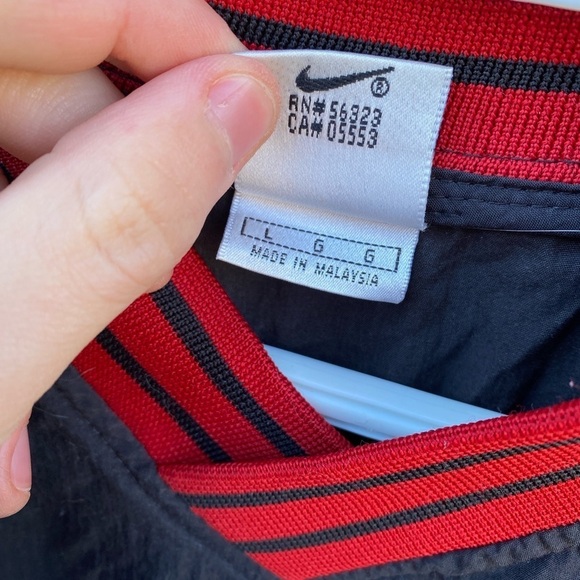 ®
RN# 56323
CA# 05553
L G G
MADE IN MALAYSIA